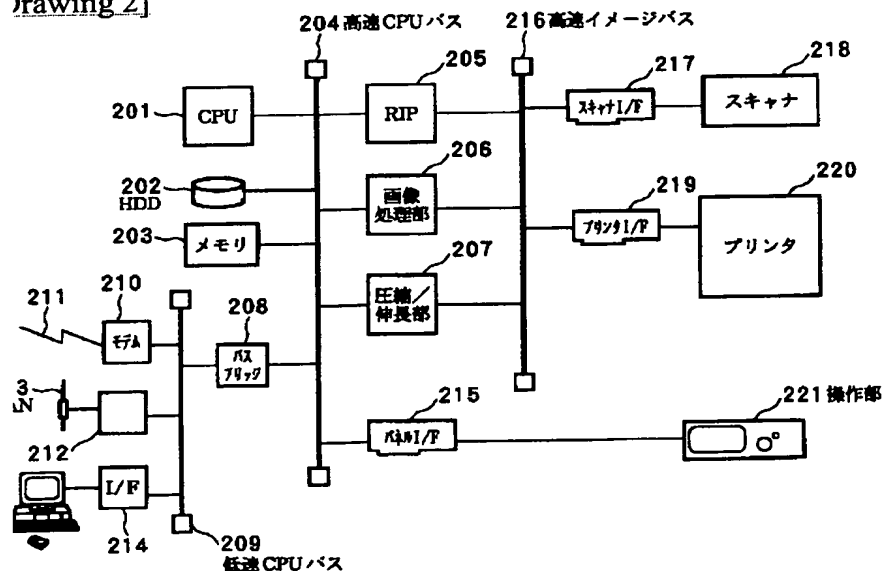 rawing 2]
204 高速CPUバス
216 高速イメージバス
205
217
218
201
CPU
RIP
スキャナI/F
スキャナ
206
202
HDD
画像
処理部
219
220
203
メモリ
207
プリンタI/F
プリンタ
211
210
208
圧縮/
伸長部
モデム
バス
ブリッジ
3
AN
215
221 操作部
212
パネルI/F
I/F
214
209
低速CPUバス